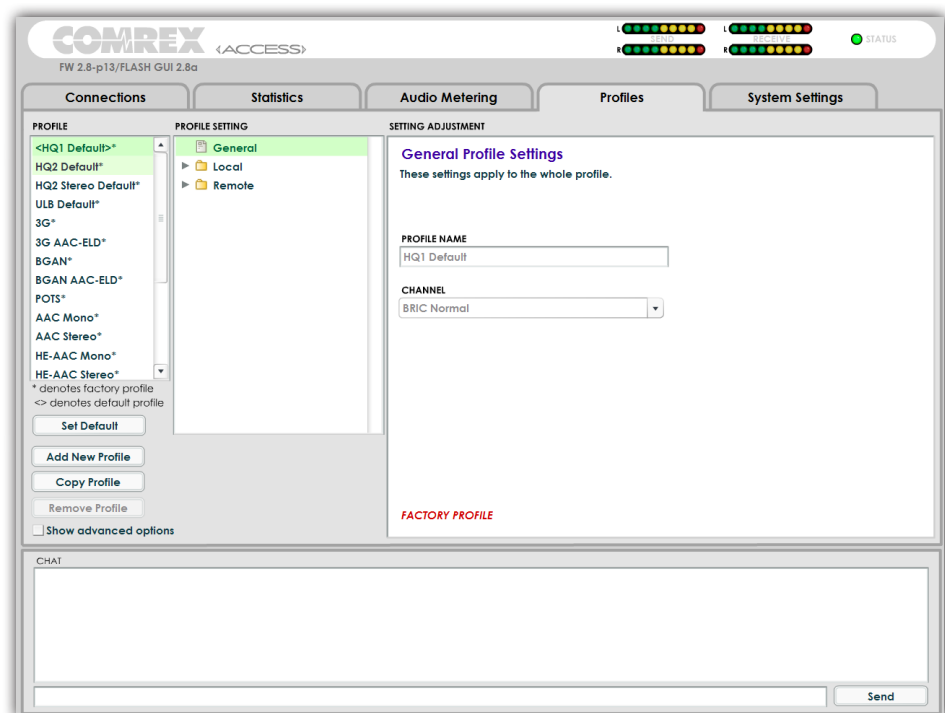 COMREX ‹ACCESS›
L SEND R
L RECEIVE R
STATUS
FW 2.8-p13/FLASH GUI 2.8a
Connections
Statistics
Audio Metering
Profiles
System Settings
PROFILE
<HQ1 Default>*
HQ2 Default*
HQ2 Stereo Default*
ULB Default*
3G*
3G AAC-ELD*
BGAN*
BGAN AAC-ELD*
POTS*
AAC Mono*
AAC Stereo*
HE-AAC Mono*
HE-AAC Stereo*
* denotes factory profile
<> denotes default profile
Set Default
Add New Profile
Copy Profile
Remove Profile
Show advanced options
PROFILE SETTING
General
Local
Remote
SETTING ADJUSTMENT
General Profile Settings
These settings apply to the whole profile.
PROFILE NAME
HQ1 Default
CHANNEL
BRIC Normal
FACTORY PROFILE
CHAT
Send